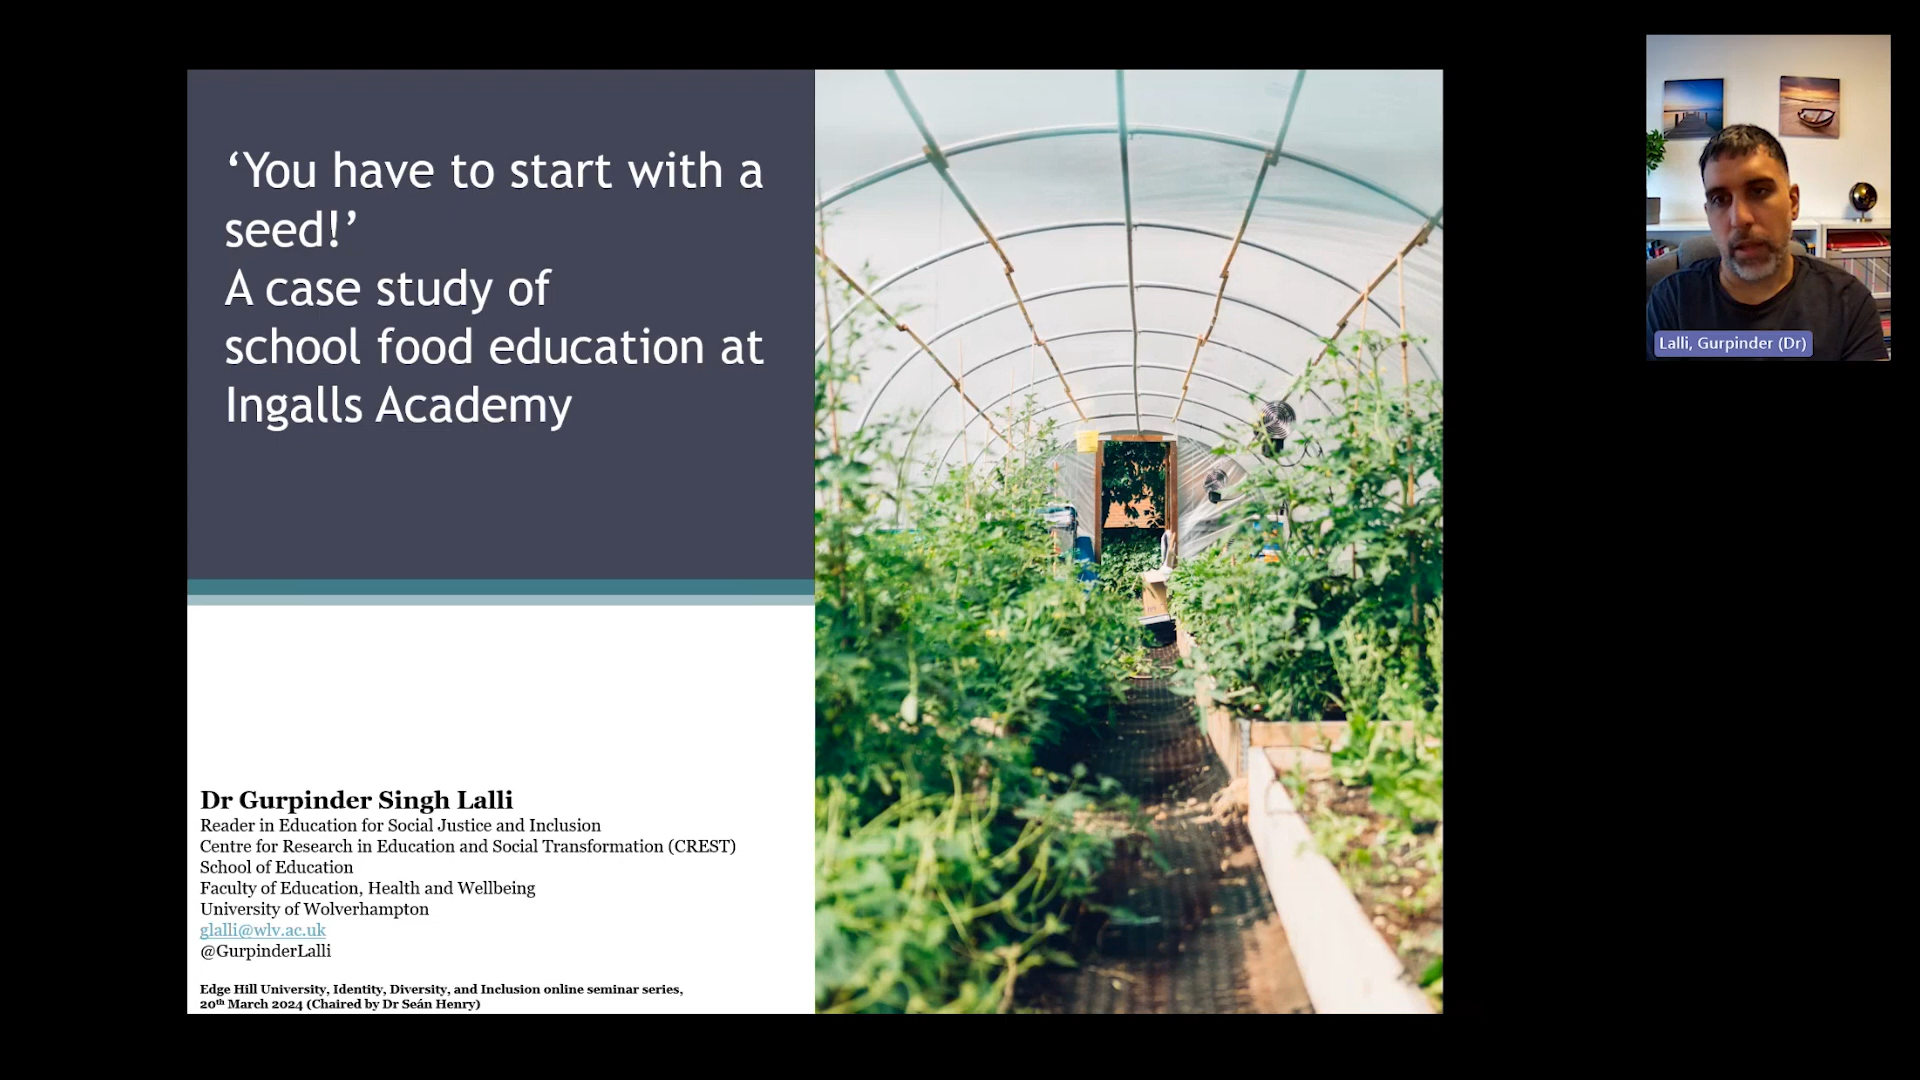 ‘You have to start with a
seed!’
A case study of
school food education at
Ingalls Academy
Dr Gurpinder Singh Lalli
Reader in Education for Social Justice and Inclusion
Centre for Research in Education and Social Transformation (CREST)
School of Education
Faculty of Education, Health and Wellbeing
University of Wolverhampton
glalli@wlv.ac.uk
@GurpinderLalli
Edge Hill University, Identity, Diversity, and Inclusion online seminar series,
20th March 2024 (Chaired by Dr Seán Henry)
Lalli, Gurpinder (Dr)